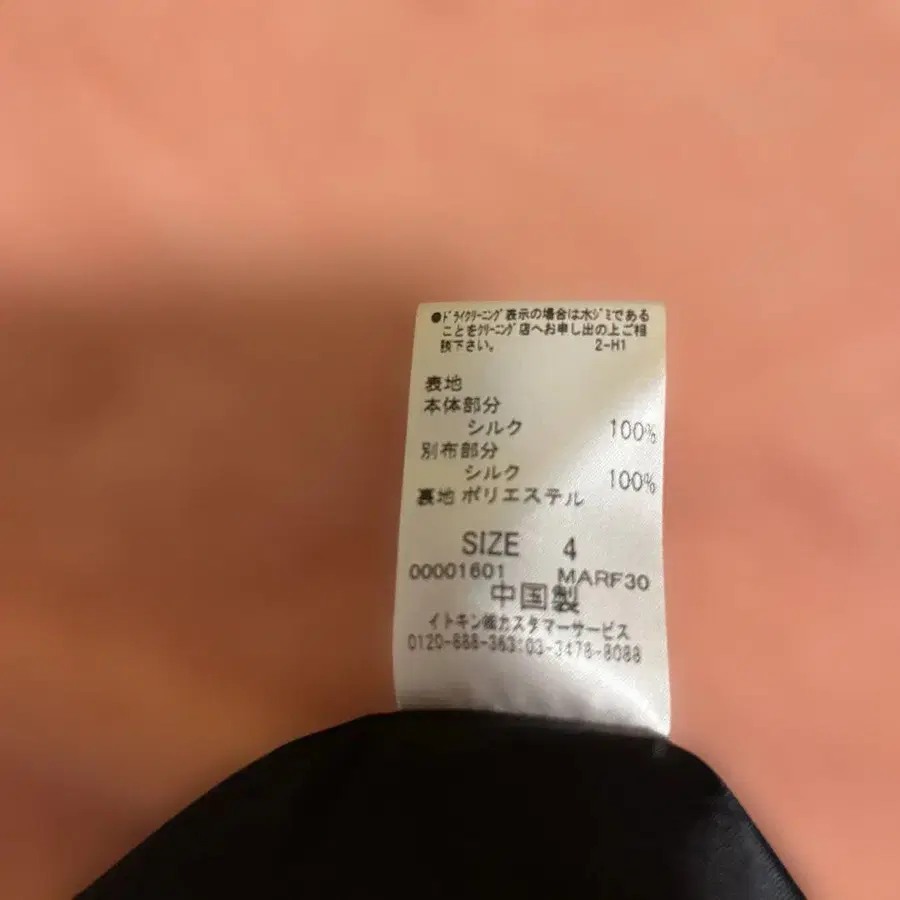 ●ドライクリーニング表示の場合は水ジミである
ことをクリーニング店へお申し出の上ご相
談下さい。 2-H1
表地
本体部分
シルク 100%
別布部分
シルク 100%
裏地 ポリエステル
SIZE 4
00001601 MARF30
中国製
イトキン㈱カスタマーサービス
0120-888-363:03-3478-8088